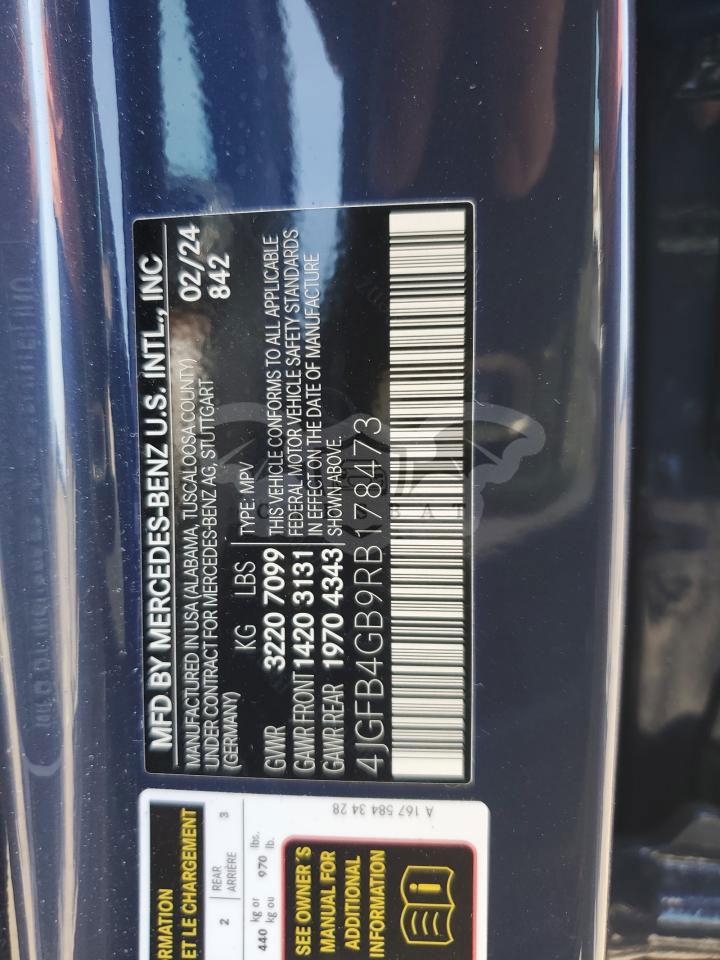 MFD BY MERCEDES-BENZ U.S. INTL., INC
MANUFACTURED IN USA (ALABAMA, TUSCALOOSA COUNTY)
UNDER CONTRACT FOR MERCEDES-BENZ AG, STUTTGART
(GERMANY)
02/24
842
KG LBS TYPE: MPV
GVWR 3220 7099
GAWR FRONT 1420 3131
GAWR REAR 1970 4343
THIS VEHICLE CONFORMS TO ALL APPLICABLE
FEDERAL MOTOR VEHICLE SAFETY STANDARDS
IN EFFECT ON THE DATE OF MANUFACTURE
SHOWN ABOVE.
4JGFB4GB9RB178473
RMATION
ET LE CHARGEMENT
2 REAR 3
ARRIÈRE
440 kg or 970 lbs.
kg ou lb.
SEE OWNER'S
MANUAL FOR
ADDITIONAL
INFORMATION
A 167 584 34 28